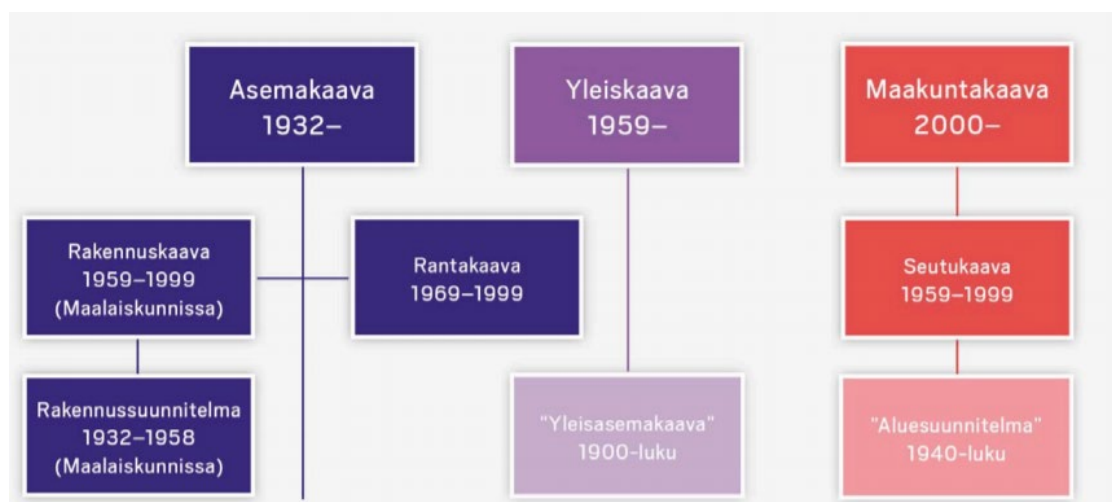 Asemakaava
1932–
Yleiskaava
1959–
Maakuntakaava
2000–
Rakennuskaava
1959–1999
(Maalaiskunnissa)
Rantakaava
1969–1999
Seutukaava
1959–1999
Rakennussuunnitelma
1932–1958
(Maalaiskunnissa)
"Yleisasemakaava"
1900-luku
"Aluesuunnitelma"
1940-luku